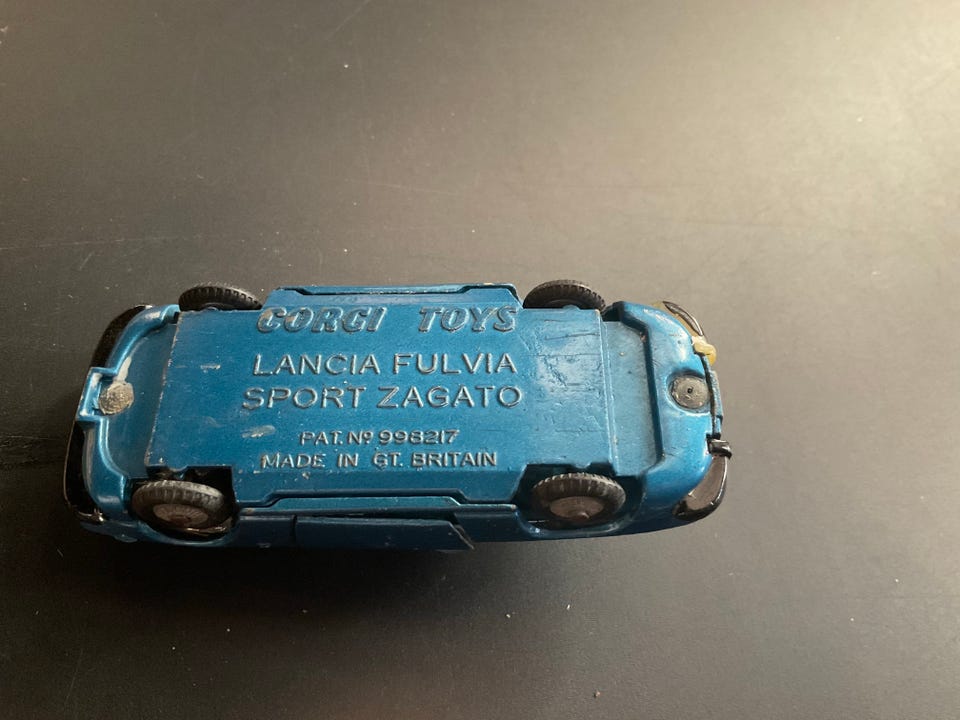 CORGI TOYS
LANCIA FULVIA
SPORT ZAGATO
PAT. Nº 998217
MADE IN GT. BRITAIN